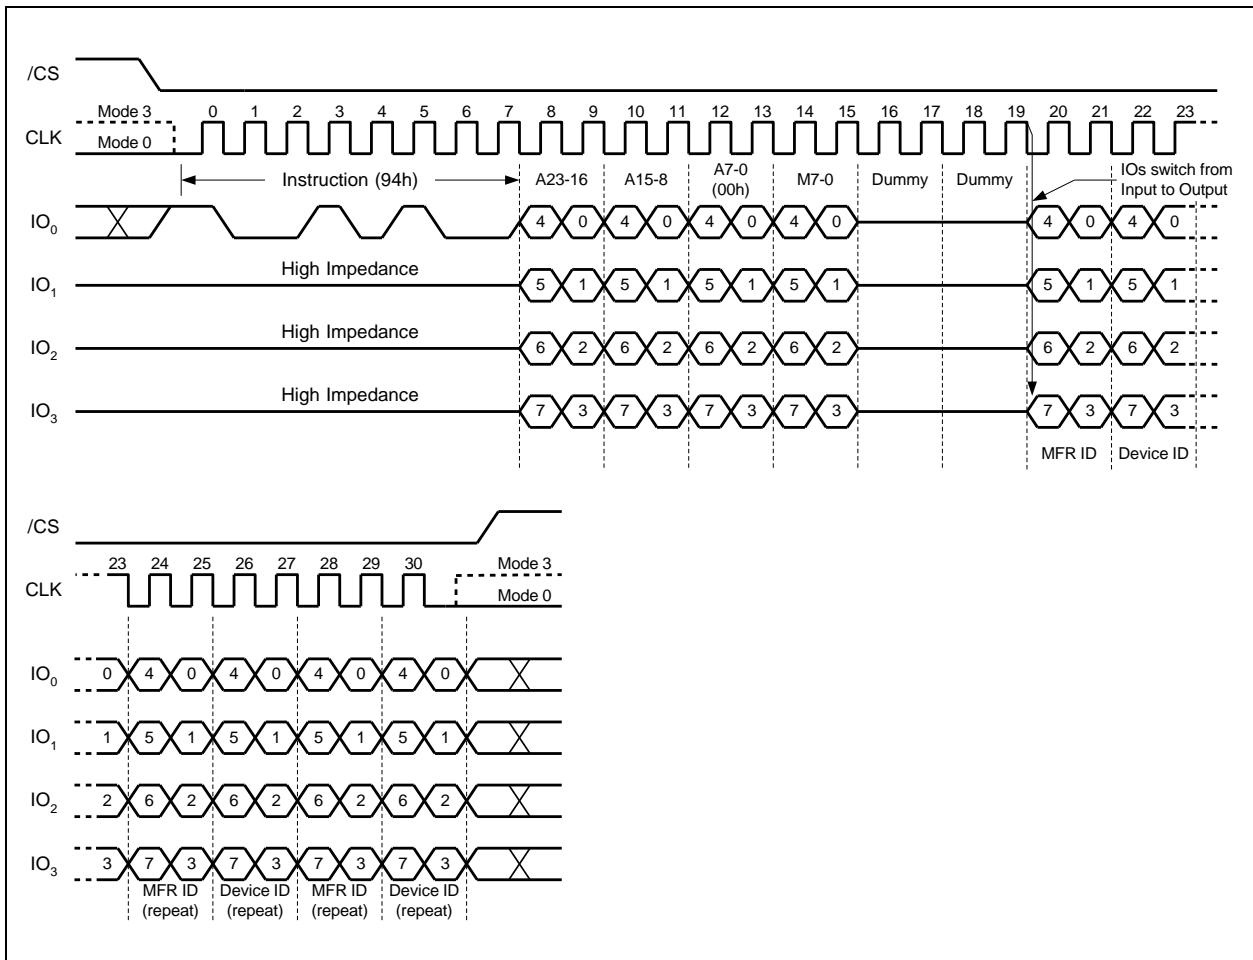 /CS
Mode 3 0 1 2 3 4 5 6 7 8 9 10 11 12 13 14 15 16 17 18 19 20 21 22 23
CLK Mode 0
Instruction (94h) A23-16 A15-8 A7-0 (00h) M7-0 Dummy Dummy IOs switch from Input to Output
IO0 4 0 4 0 4 0 4 0 4 0 4 0
High Impedance
IO1 5 1 5 1 5 1 5 1 5 1 5 1
High Impedance
IO2 6 2 6 2 6 2 6 2 6 2 6 2
High Impedance
IO3 7 3 7 3 7 3 7 3 7 3 7 3
MFR ID Device ID
/CS
23 24 25 26 27 28 29 30 Mode 3
CLK Mode 0
IO0 0 4 0 4 0 4 0 4 0
IO1 1 5 1 5 1 5 1 5 1
IO2 2 6 2 6 2 6 2 6 2
IO3 3 7 3 7 3 7 3 7 3
MFR ID Device ID MFR ID Device ID
(repeat) (repeat) (repeat) (repeat)